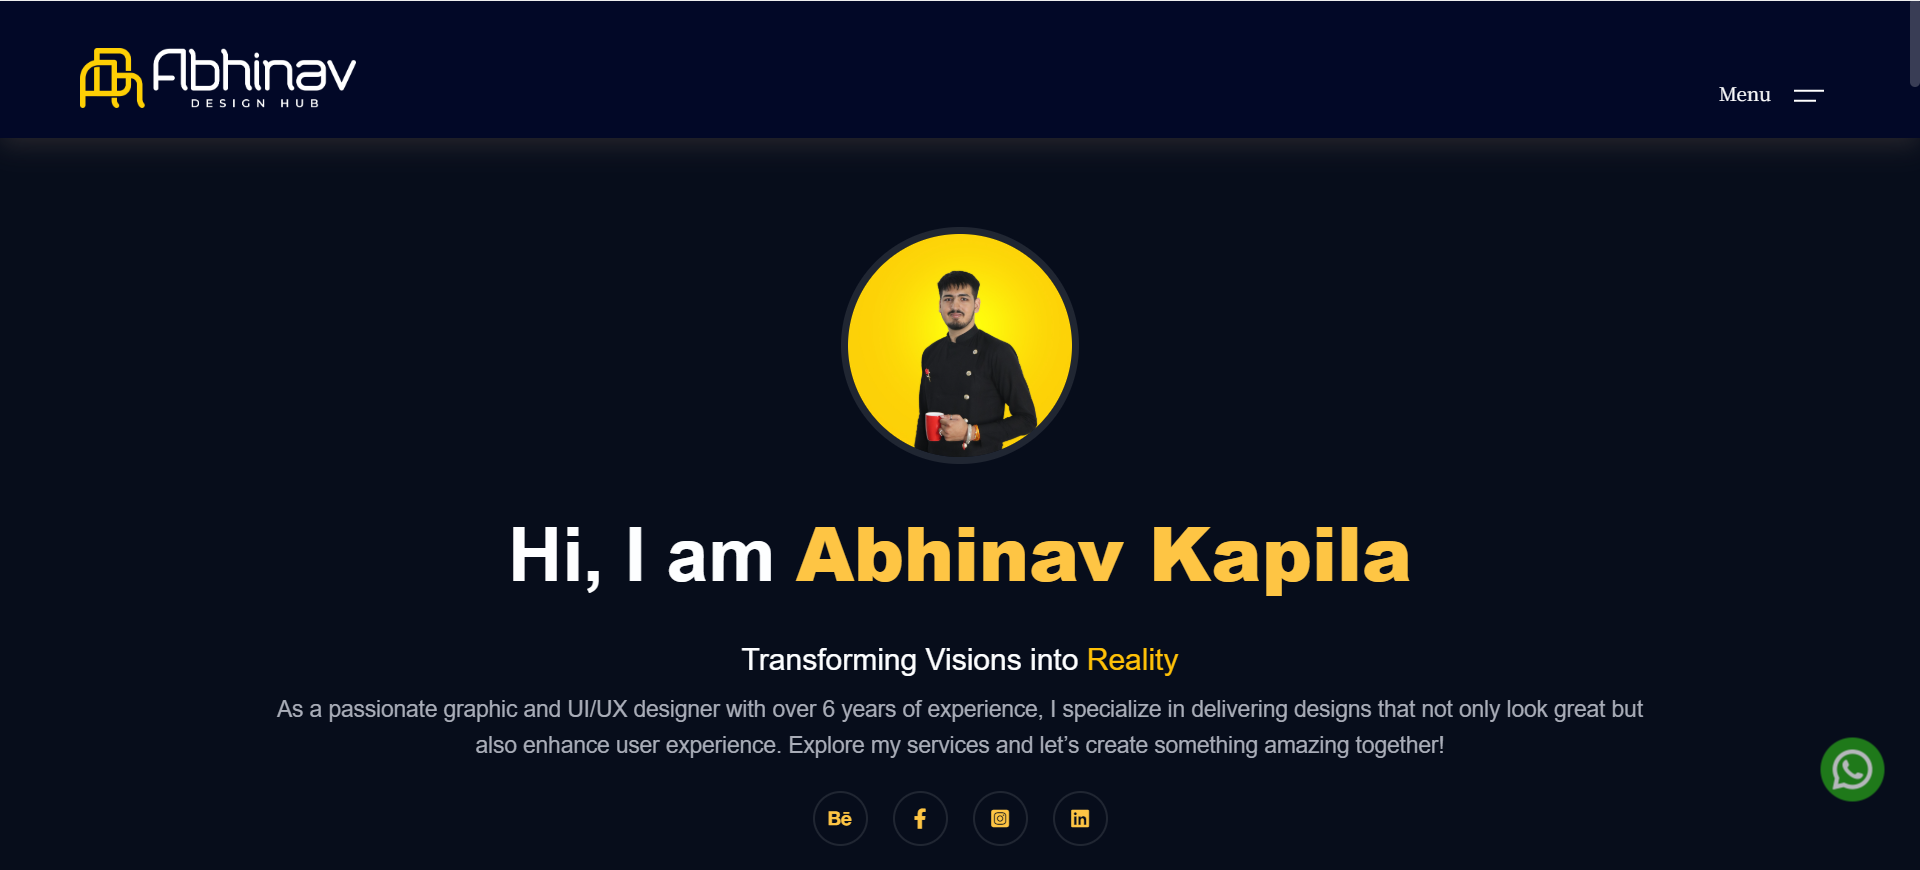 Abhinav
DESIGN HUB
Menu
Hi, I am Abhinav Kapila
Transforming Visions into Reality
As a passionate graphic and UI/UX designer with over 6 years of experience, I specialize in delivering designs that not only look great but
also enhance user experience. Explore my services and let’s create something amazing together!
Bē